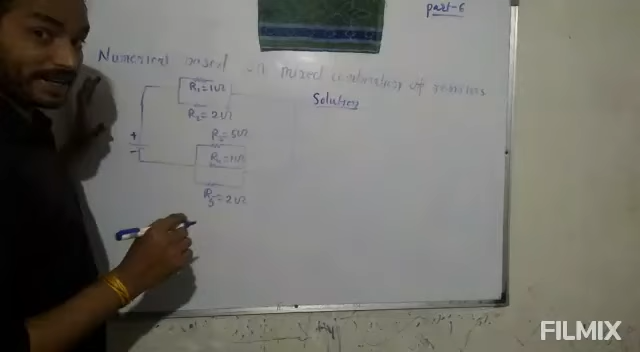 part-6
Numerical based on mixed combination of resistors
Solution
R₁=1Ω
R₂=2Ω
R₃=5Ω
R₄=1Ω
R₅=2Ω
+
-
FILMIX